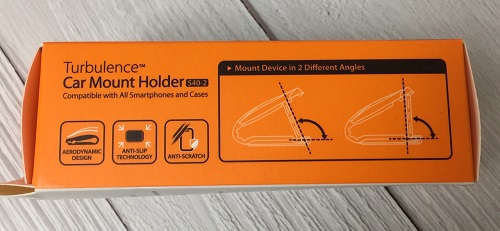 Turbulence™
Car Mount Holder S40-2
Compatible with All Smartphones and Cases
AERODYNAMIC
DESIGN
ANTI-SLIP
TECHNOLOGY
ANTI-SCRATCH
▶ Mount Device in 2 Different Angles